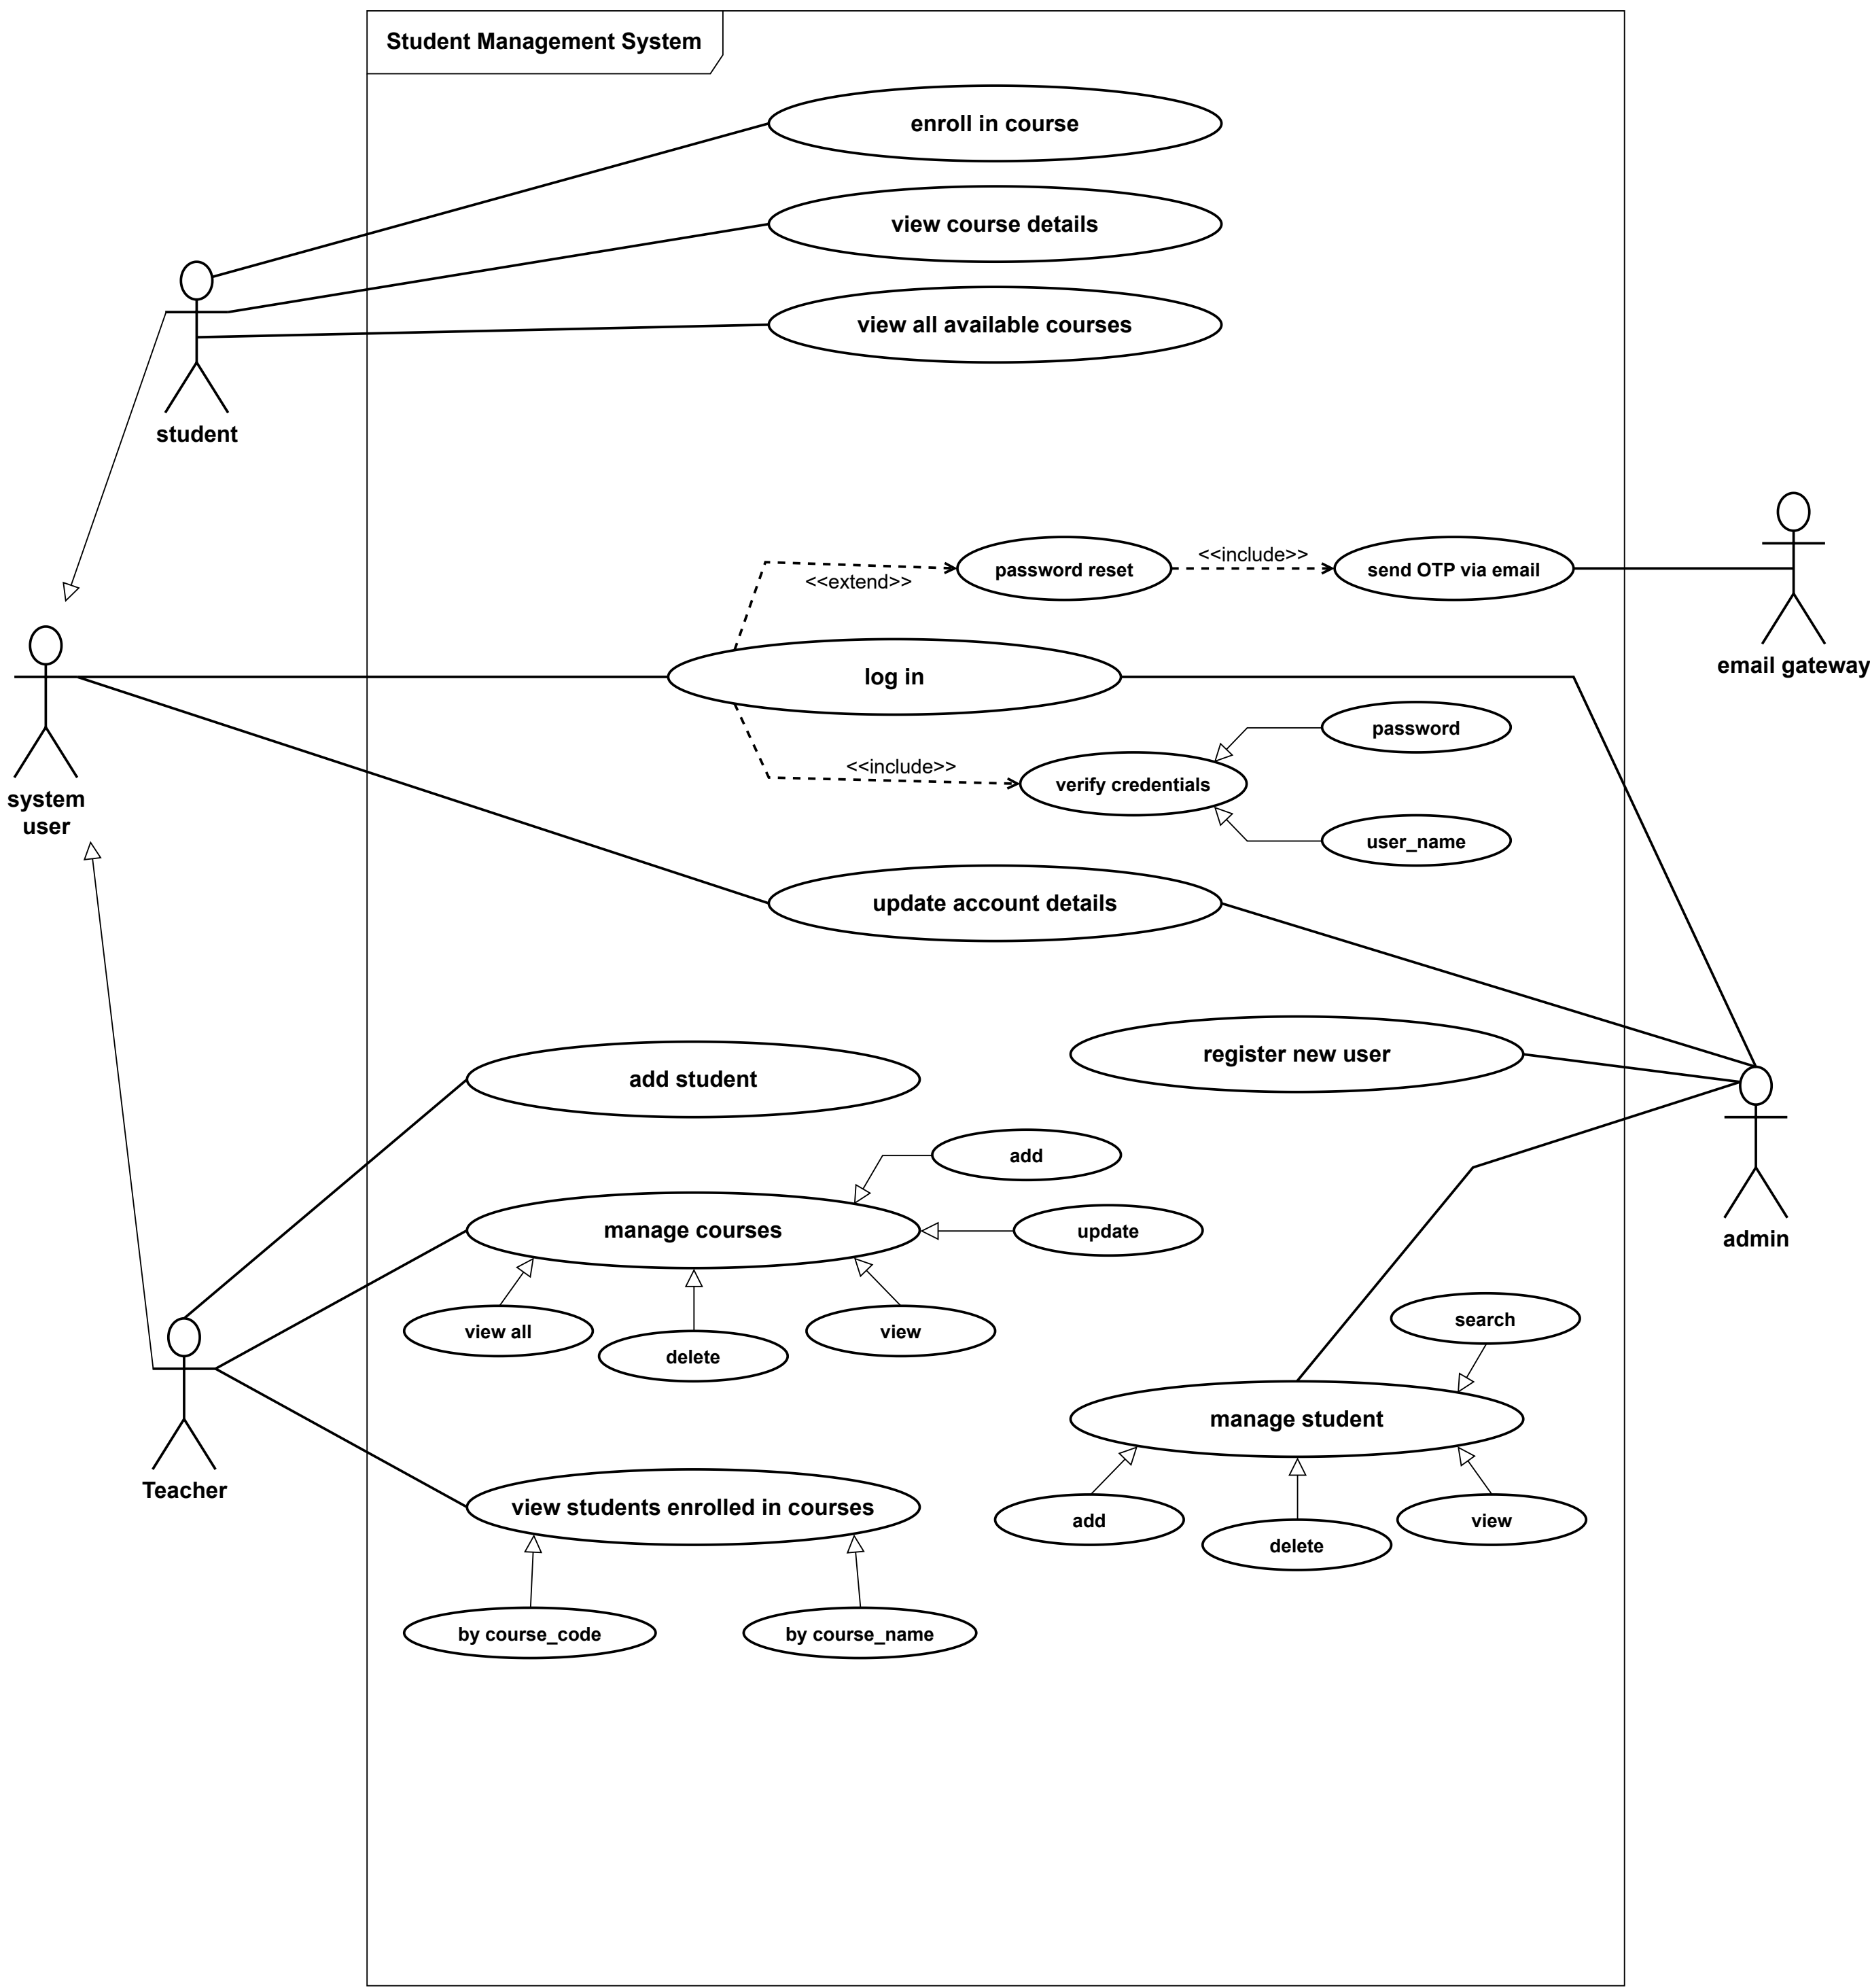 Student Management System
enroll in course
view course details
view all available courses
student
<<extend>>
password reset
<<include>>
send OTP via email
email gateway
log in
system
user
<<include>>
verify credentials
password
user_name
update account details
register new user
add student
add
manage courses
update
view all
delete
view
admin
search
manage student
add
delete
view
Teacher
view students enrolled in courses
by course_code
by course_name